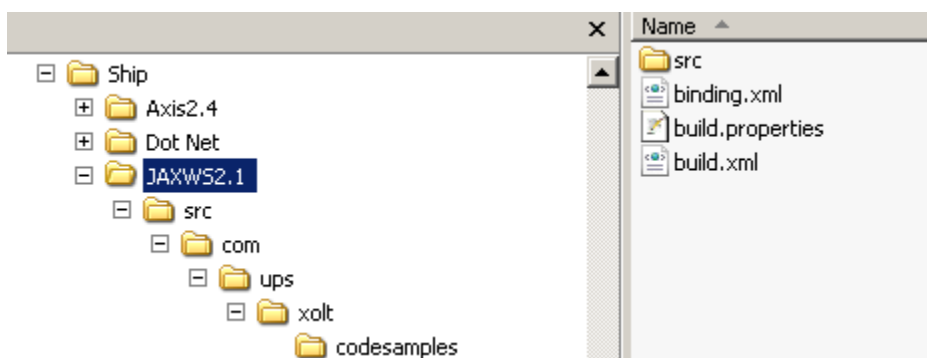 Name
Ship
Axis2.4
Dot Net
JAXWS2.1
src
com
ups
xolt
codesamples
src
binding.xml
build.properties
build.xml